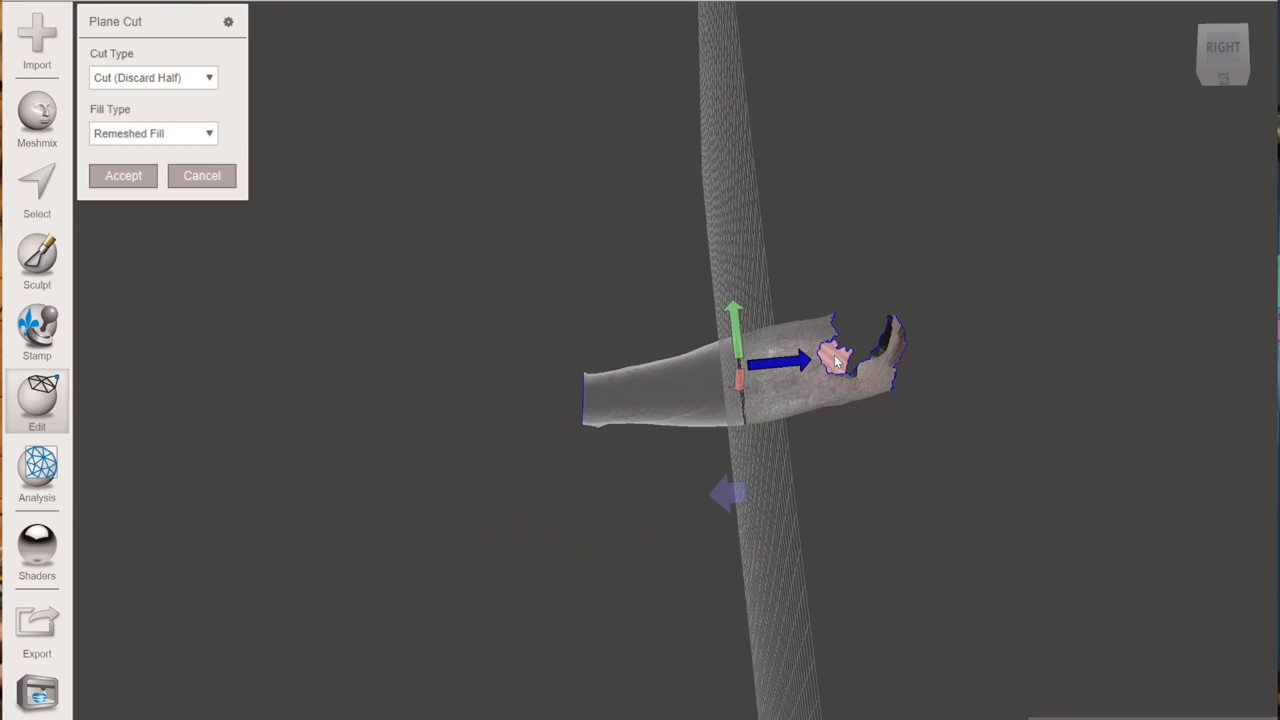 Import
Meshmix
Select
Sculpt
Stamp
Edit
Analysis
Shaders
Export
Plane Cut
Cut Type
Cut (Discard Half)
Fill Type
Remeshed Fill
Accept
Cancel
RIGHT